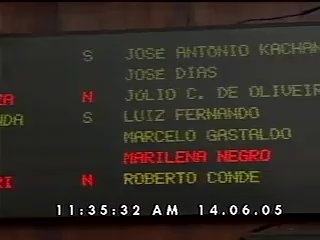 S JOSE ANTONIO KACHAN
JOSE DIAS
ZA N JÚLIO C. DE OLIVEIR
NDA S LUIZ FERNANDO
MARCELO GASTALDO
MARILENA NEGRO
RI N ROBERTO CONDE
11:35:32 AM 14.06.05